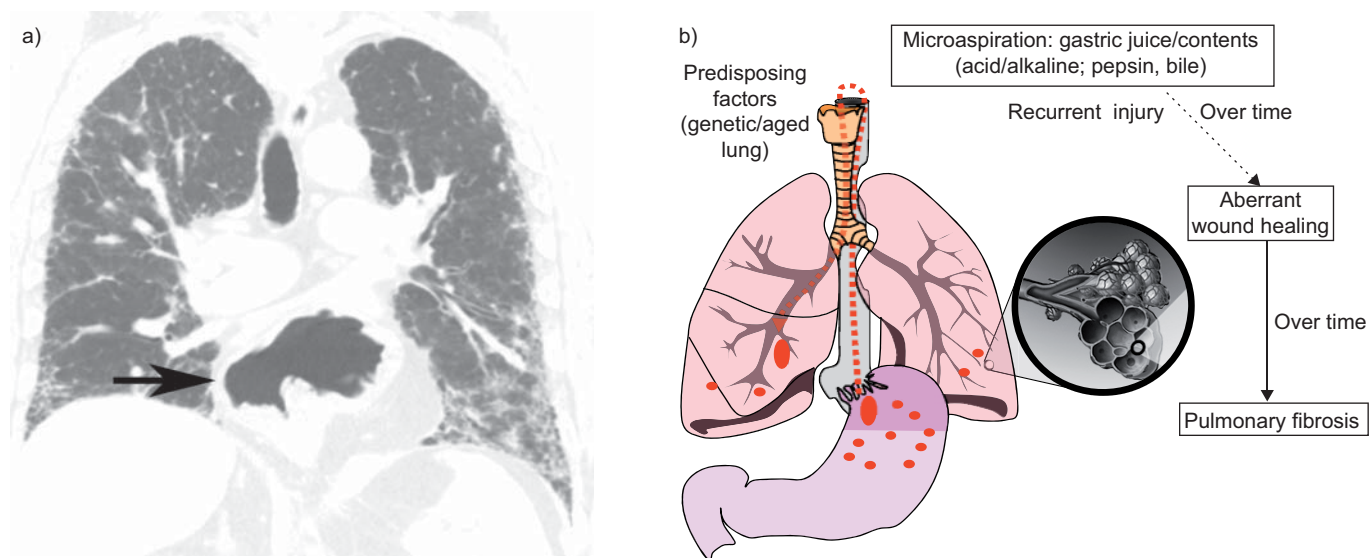 a)
b)
Predisposing
factors
(genetic/aged
lung)
Microaspiration: gastric juice/contents
(acid/alkaline; pepsin, bile)
Recurrent injury
Over time
Aberrant
wound healing
Over time
Pulmonary fibrosis